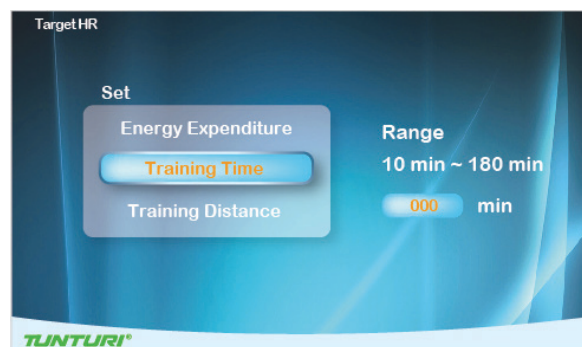 Target HR
Set
Energy Expenditure
Training Time
Training Distance
Range
10 min ~ 180 min
000 min
TUNTURI®